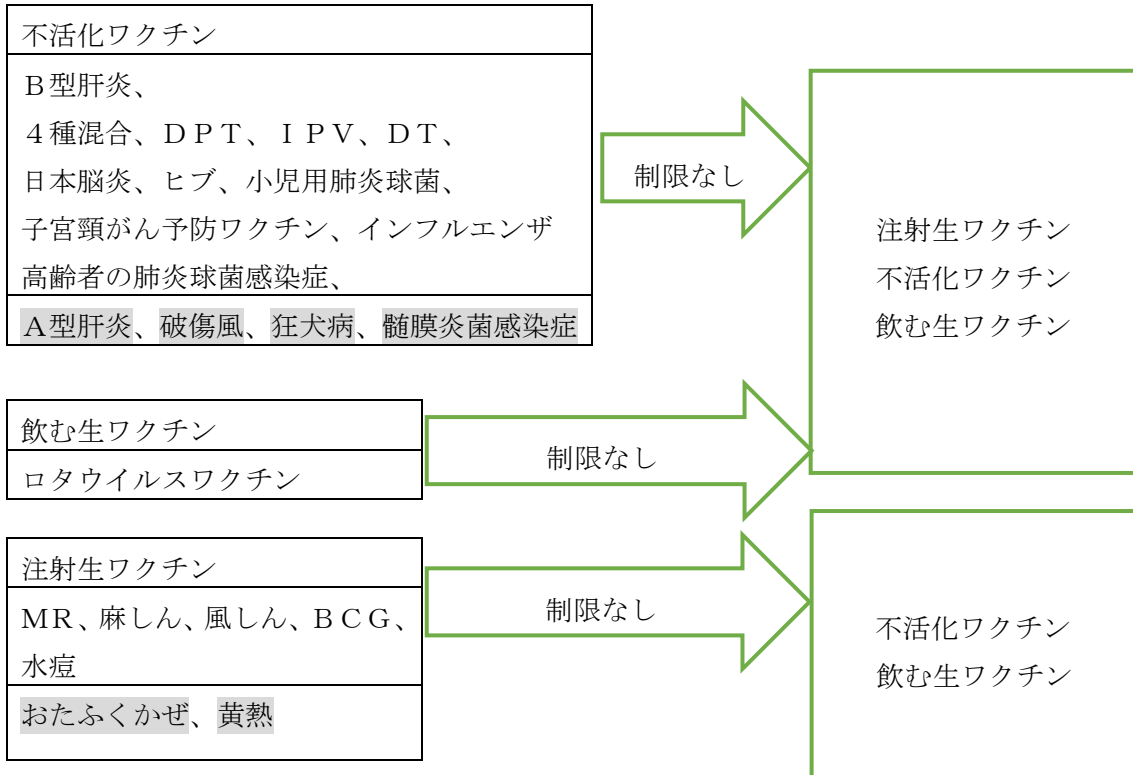 不活化ワクチン
Ｂ型肝炎、
４種混合、ＤＰＴ、ＩＰＶ、ＤＴ、
日本脳炎、ヒブ、小児用肺炎球菌、
子宮頸がん予防ワクチン、インフルエンザ
高齢者の肺炎球菌感染症、
Ａ型肝炎、破傷風、狂犬病、髄膜炎菌感染症
制限なし
注射生ワクチン
不活化ワクチン
飲む生ワクチン
飲む生ワクチン
ロタウイルスワクチン
制限なし
注射生ワクチン
ＭＲ、麻しん、風しん、ＢＣＧ、
水痘
おたふくかぜ、黄熱
制限なし
不活化ワクチン
飲む生ワクチン